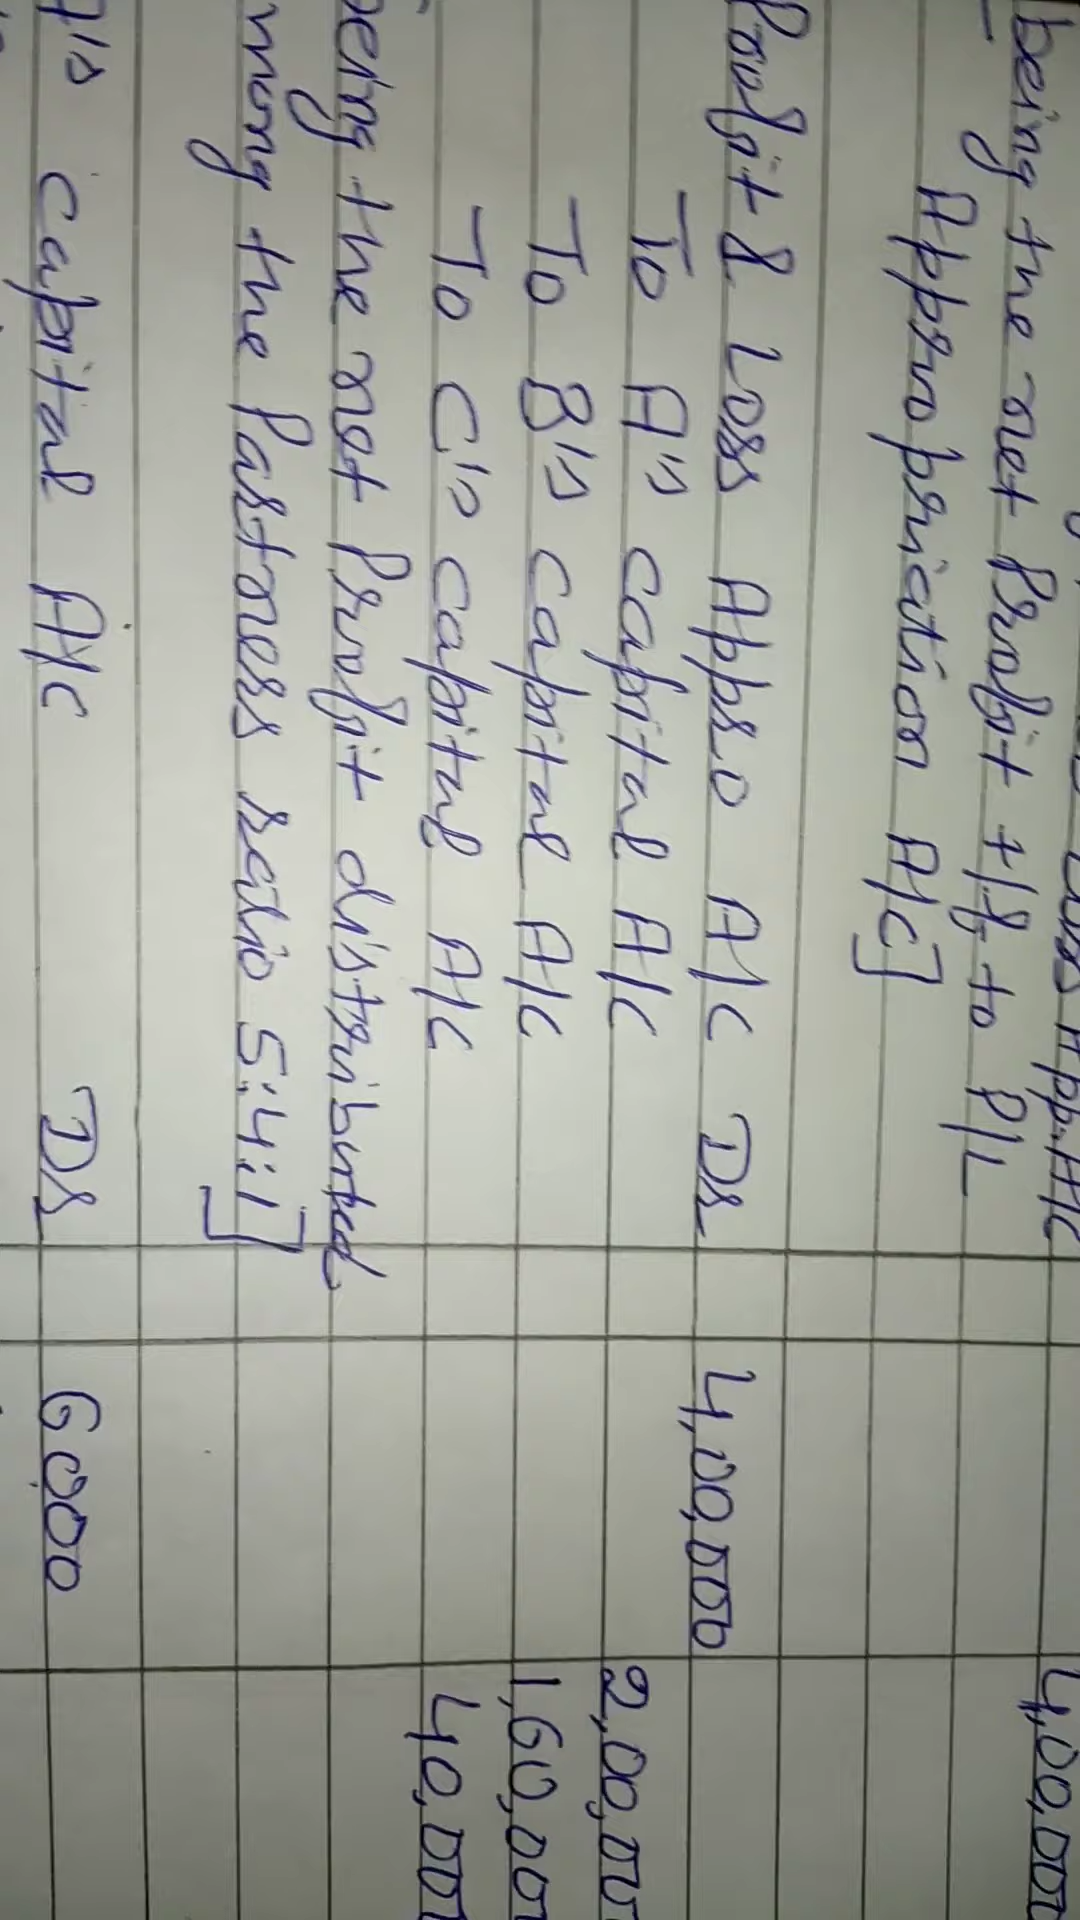 Loss App. A/c 4,00,000
being the net Profit t/f to P/L
Appropriation A/c]
Profit & Loss Appro A/c Dr 4,00,000
To A's capital A/c 2,00,000
To B's capital A/c 1,60,000
To C's capital A/c 40,000
being the net Profit distributed
among the Partners ratio 5:4:1]
A's capital A/c Dr 6000